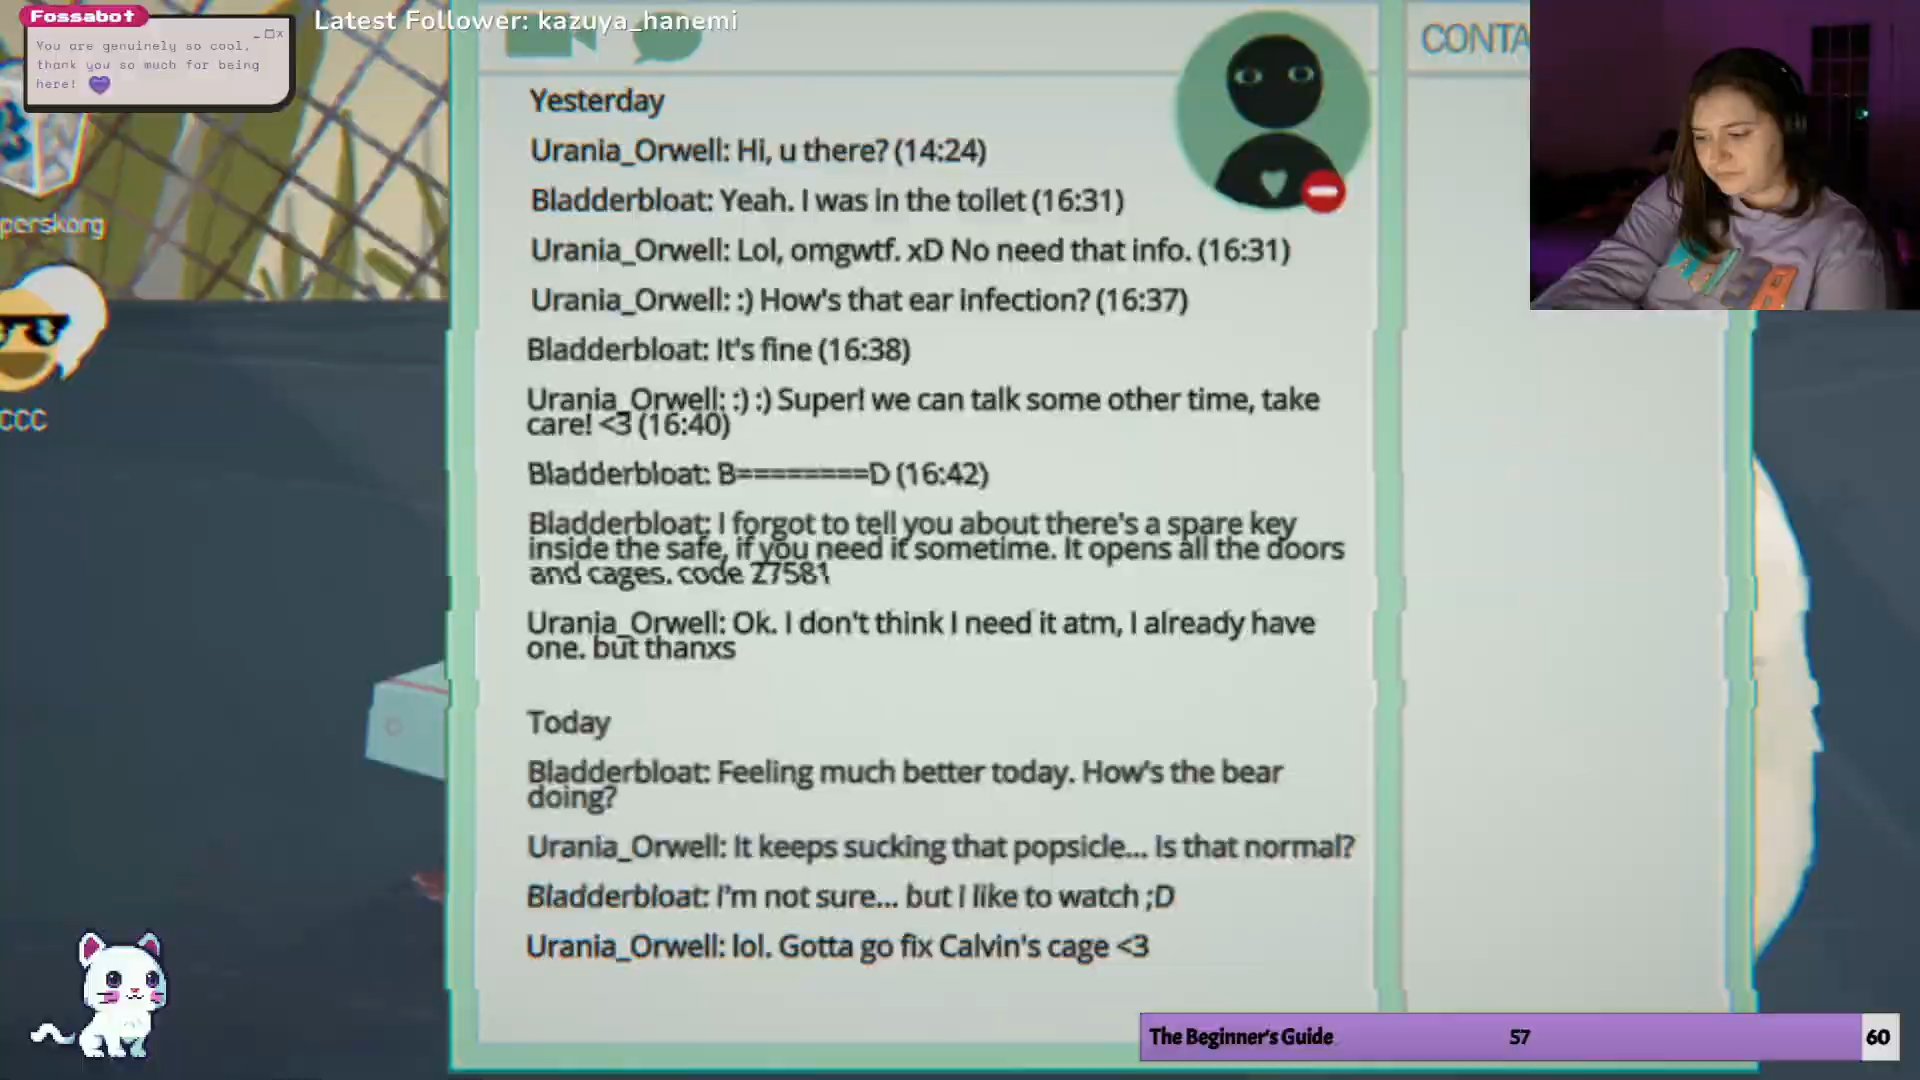 Fossabot
You are genuinely so cool,
thank you so much for being
here!
Latest Follower: kazuya_hanemi
CONTA
Yesterday
Urania_Orwell: Hi, u there? (14:24)
Bladderbloat: Yeah. I was in the toilet (16:31)
Urania_Orwell: Lol, omgwtf. xD No need that info. (16:31)
Urania_Orwell: :) How's that ear infection? (16:37)
Bladderbloat: It's fine (16:38)
Urania_Orwell: :) :) Super! we can talk some other time, take
care! <3 (16:40)
Bladderbloat: B========D (16:42)
Bladderbloat: I forgot to tell you about there's a spare key
inside the safe, if you need it sometime. It opens all the doors
and cages. code 27581
Urania_Orwell: Ok. I don't think I need it atm, I already have
one. but thanxs
Today
Bladderbloat: Feeling much better today. How's the bear
doing?
Urania_Orwell: It keeps sucking that popsicle... Is that normal?
Bladderbloat: I'm not sure... but I like to watch ;D
Urania_Orwell: lol. Gotta go fix Calvin's cage <3
perskorg
CCC
The Beginner's Guide 57 60